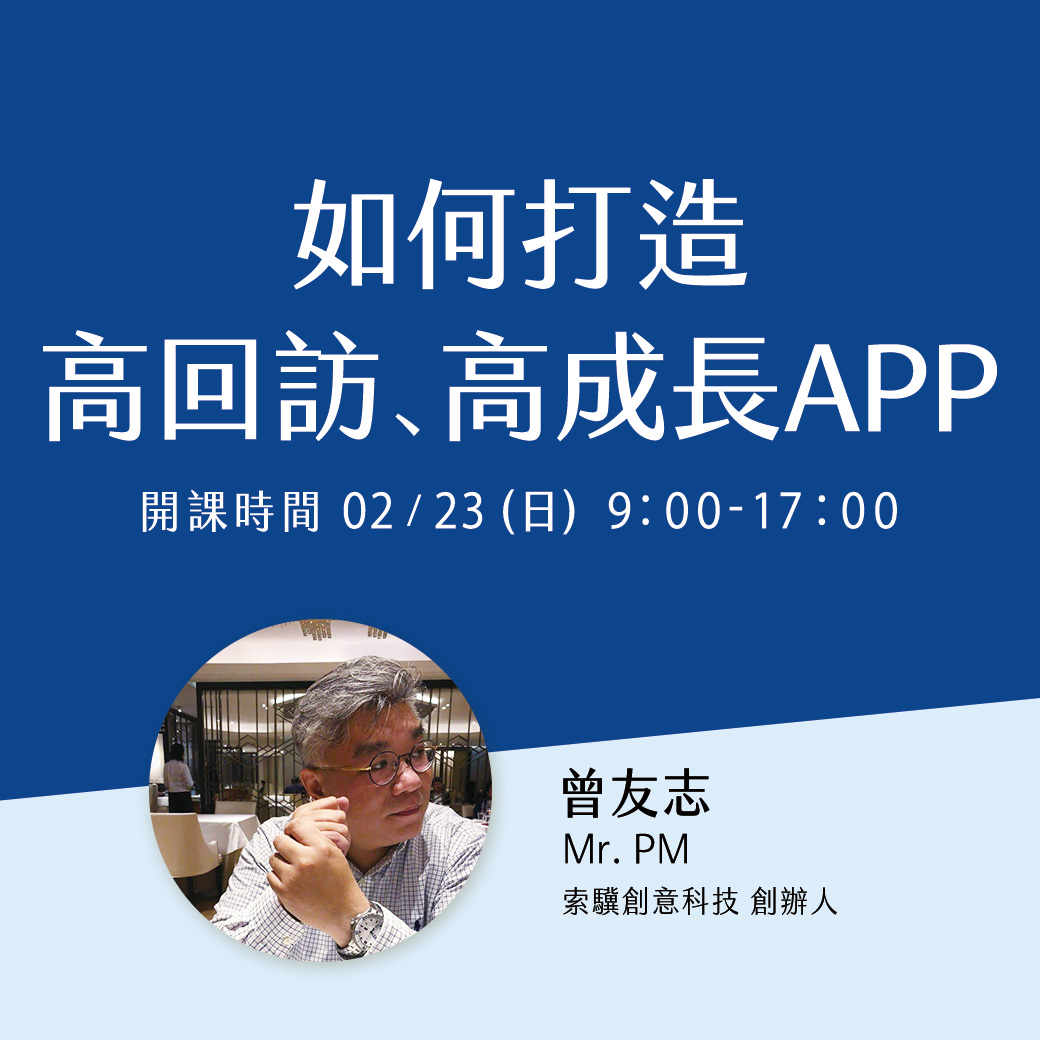 如何打造
高回訪、高成長APP
開課時間 02/23(日) 9:00-17:00
曾友志
Mr. PM
索驥創意科技 創辦人